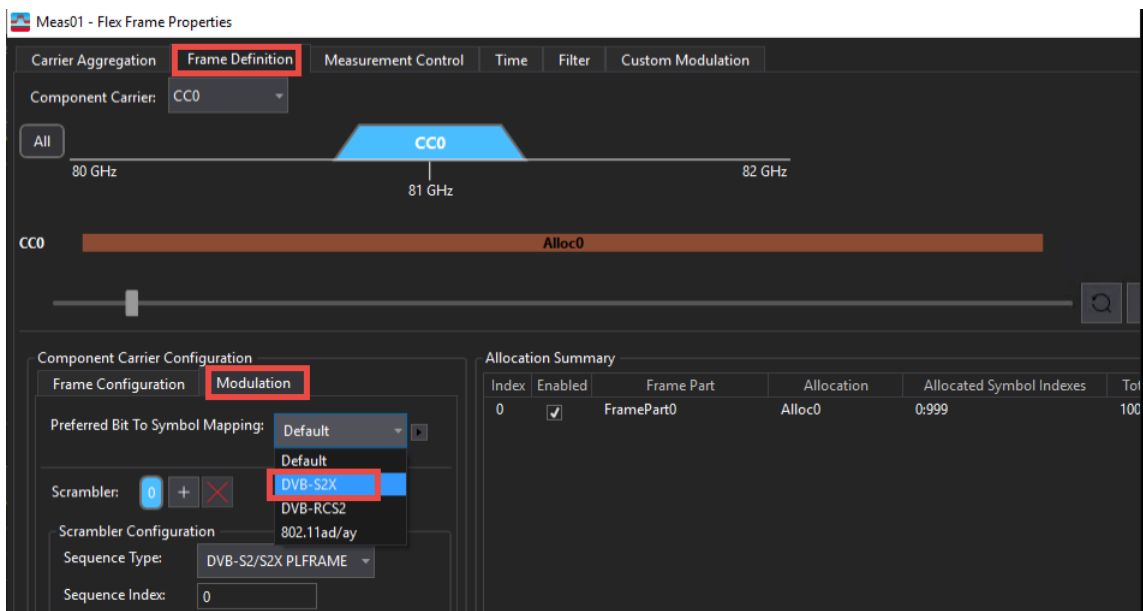 Meas01 - Flex Frame Properties
Carrier Aggregation Frame Definition Measurement Control Time Filter Custom Modulation
Component Carrier: CC0
All
CC0
80 GHz 82 GHz
81 GHz
CC0 Alloc0
Component Carrier Configuration
Frame Configuration Modulation
Preferred Bit To Symbol Mapping: Default
Default
DVB-S2X
DVB-RCS2
802.11ad/ay
Scrambler: 0 +
Scrambler Configuration
Sequence Type: DVB-S2/S2X PLFRAME
Sequence Index: 0
Allocation Summary
Index Enabled Frame Part Allocation Allocated Symbol Indexes
0 FramePart0 Alloc0 0:999